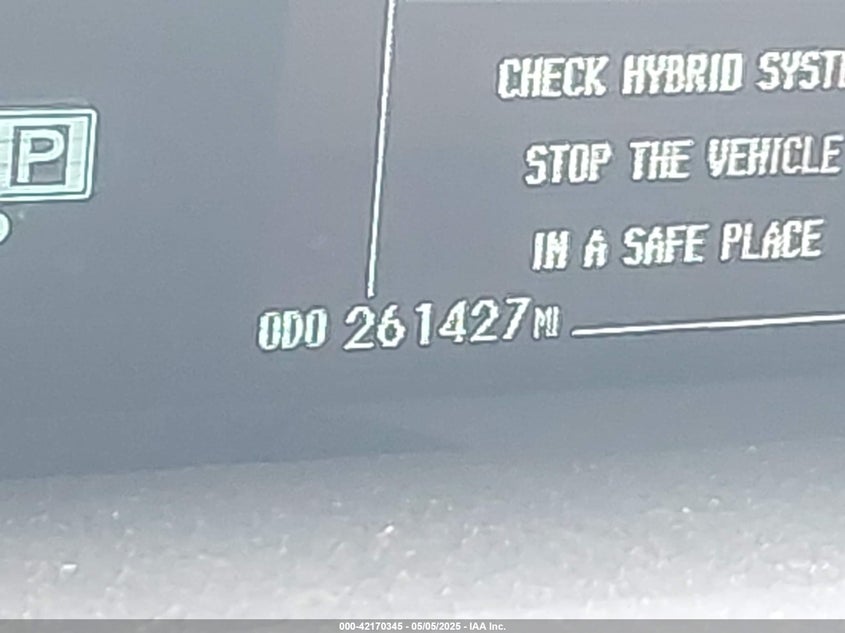 CHECK HYBRID SYST
P
STOP THE VEHICLE
IN A SAFE PLACE
ODO 261427 MI
000-42170345 - 05/05/2025 - IAA Inc.